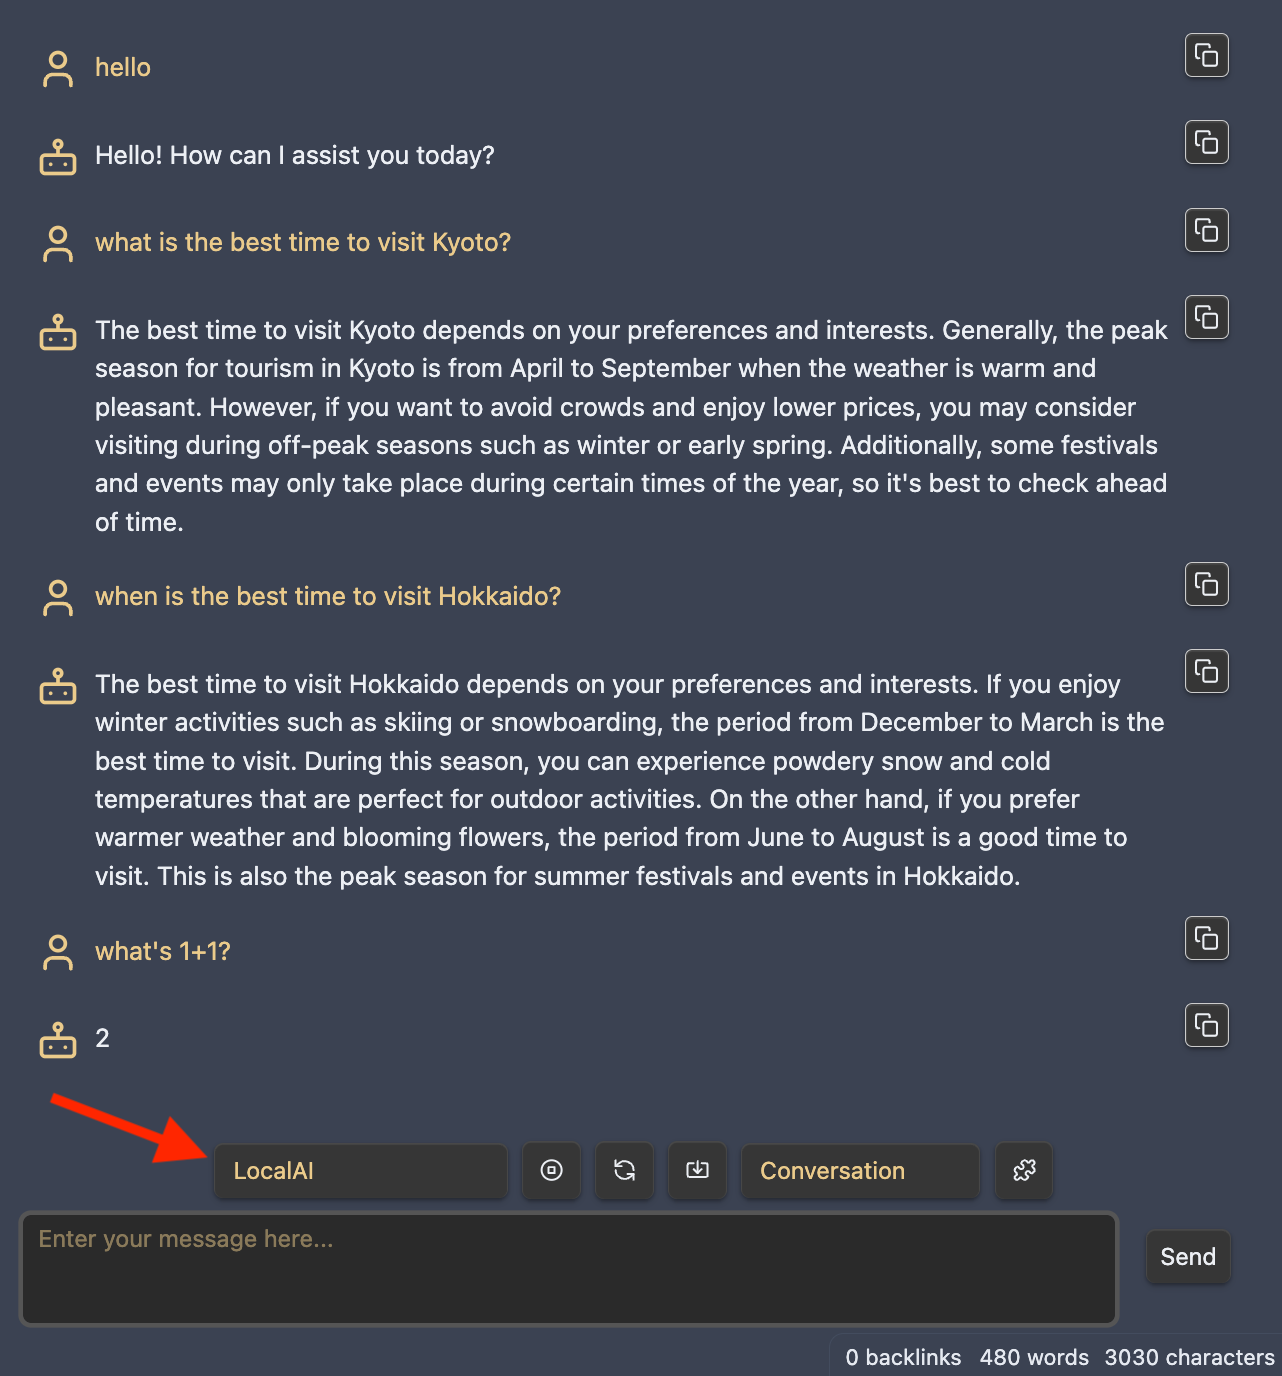 hello
Hello! How can I assist you today?
what is the best time to visit Kyoto?
The best time to visit Kyoto depends on your preferences and interests. Generally, the peak
season for tourism in Kyoto is from April to September when the weather is warm and
pleasant. However, if you want to avoid crowds and enjoy lower prices, you may consider
visiting during off-peak seasons such as winter or early spring. Additionally, some festivals
and events may only take place during certain times of the year, so it's best to check ahead
of time.
when is the best time to visit Hokkaido?
The best time to visit Hokkaido depends on your preferences and interests. If you enjoy
winter activities such as skiing or snowboarding, the period from December to March is the
best time to visit. During this season, you can experience powdery snow and cold
temperatures that are perfect for outdoor activities. On the other hand, if you prefer
warmer weather and blooming flowers, the period from June to August is a good time to
visit. This is also the peak season for summer festivals and events in Hokkaido.
what's 1+1?
2
LocalAI
Conversation
Enter your message here...
Send
0 backlinks 480 words 3030 characters